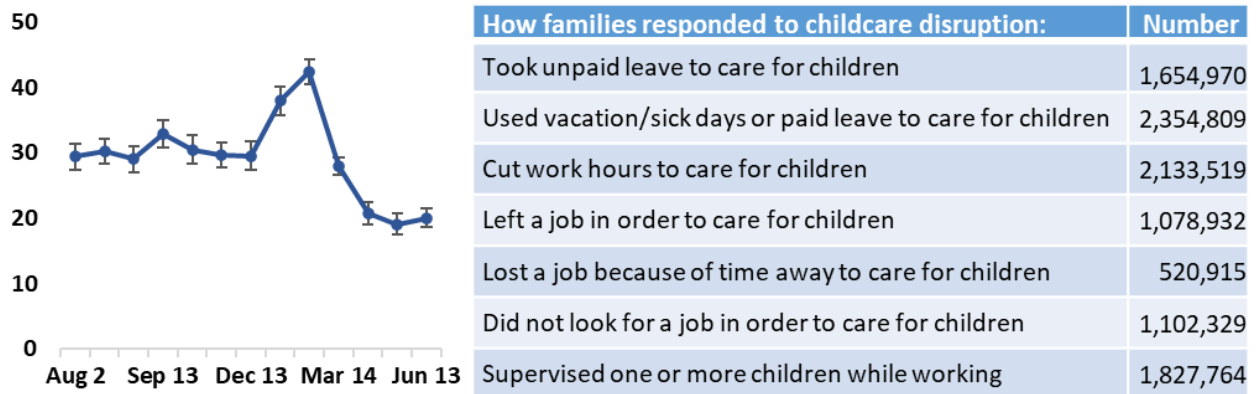 50
40
30
20
10
0
Aug 2 Sep 13 Dec 13 Mar 14 Jun 13
How families responded to childcare disruption: Number
Took unpaid leave to care for children 1,654,970
Used vacation/sick days or paid leave to care for children 2,354,809
Cut work hours to care for children 2,133,519
Left a job in order to care for children 1,078,932
Lost a job because of time away to care for children 520,915
Did not look for a job in order to care for children 1,102,329
Supervised one or more children while working 1,827,764